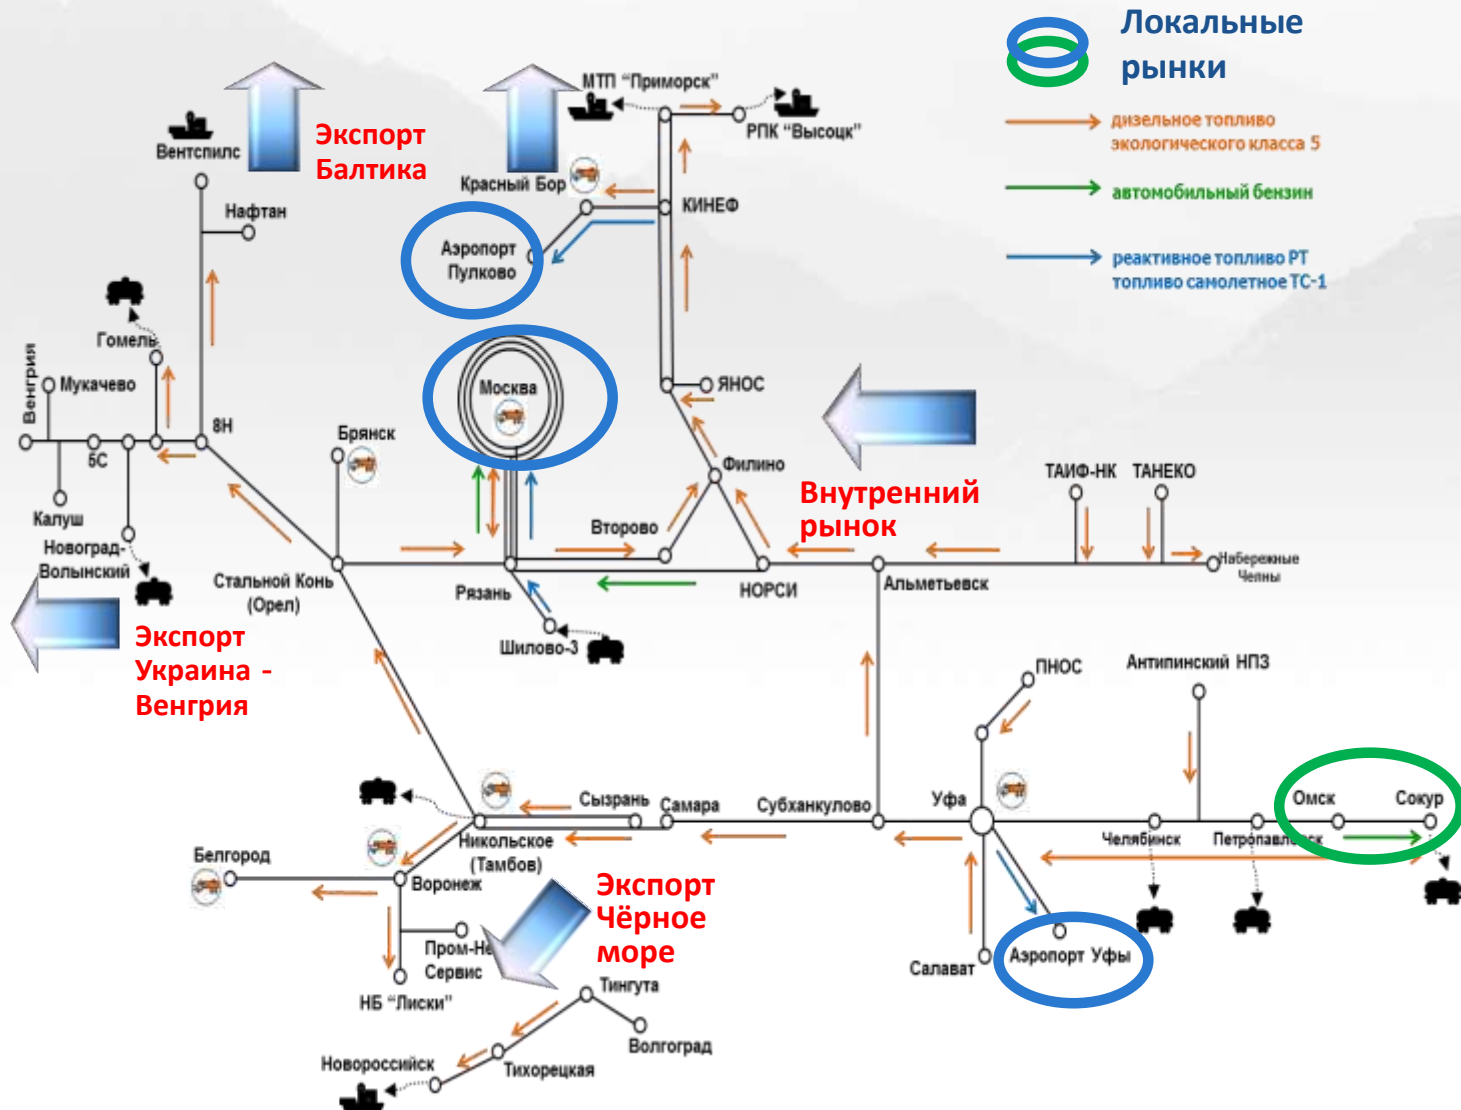 Локальные
рынки
дизельное топливо
экологического класса 5
автомобильный бензин
реактивное топливо РТ
топливо самолетное ТС-1
МТП “Приморск”
РПК “Высоцк”
Экспорт
Балтика
Вентспилс
Нафтан
Красный Бор
КИНЕФ
Аэропорт
Пулково
Гомель
Венгрия
Мукачево
8Н
5С
Калуш
Новоград-
Волынский
Брянск
Москва
ЯНОС
Филино
Внутренний
рынок
ТАИФ-НК
ТАНЕКО
Второво
Набережные
Челны
Стальной Конь
(Орел)
Рязань
НОРСИ
Альметьевск
Шилово-3
Экспорт
Украина -
Венгрия
ПНОС
Антипинский НПЗ
Сызрань
Самара
Субханкулово
Уфа
Омск
Сокур
Челябинск
Петропавловск
Никольское
(Тамбов)
Белгород
Воронеж
Экспорт
Чёрное
море
Пром-Не
Сервис
НБ “Лиски”
Салават
Аэропорт Уфы
Тингута
Волгоград
Тихорецкая
Новороссийск